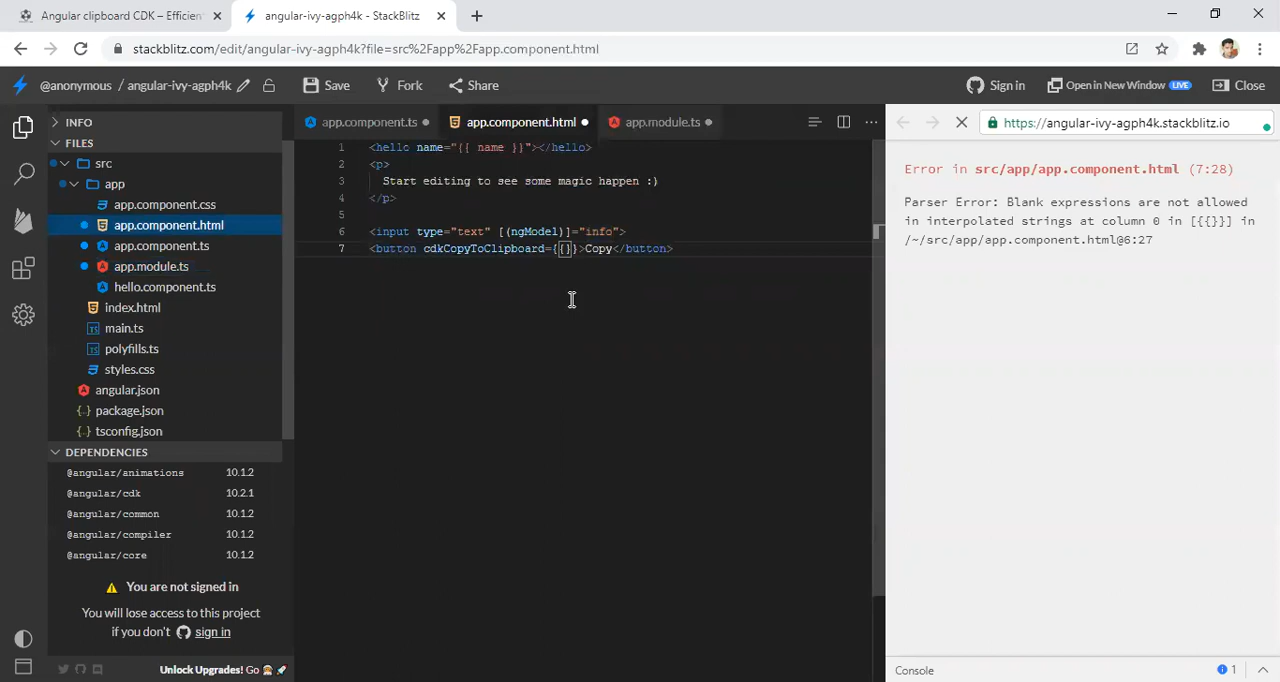 Angular clipboard CDK – Efficien
angular-ivy-agph4k - StackBlitz
stackblitz.com/edit/angular-ivy-agph4k?file=src%2Fapp%2Fapp.component.html
@anonymous / angular-ivy-agph4k
Save
Fork
Share
Sign in
Open in New Window LIVE
Close
INFO
FILES
src
app
app.component.css
app.component.html
app.component.ts
app.module.ts
hello.component.ts
index.html
main.ts
polyfills.ts
styles.css
angular.json
package.json
tsconfig.json
DEPENDENCIES
@angular/animations 10.1.2
@angular/cdk 10.2.1
@angular/common 10.1.2
@angular/compiler 10.1.2
@angular/core 10.1.2
You are not signed in
You will lose access to this project
if you don't sign in
Unlock Upgrades! Go
app.component.ts
app.component.html
app.module.ts
1 <hello name="{{ name }}"></hello>
2 <p>
3 Start editing to see some magic happen :)
4 </p>
5
6 <input type="text" [(ngModel)]="info">
7 <button cdkCopyToClipboard={{}}>Copy</button>
https://angular-ivy-agph4k.stackblitz.io
Error in src/app/app.component.html (7:28)
Parser Error: Blank expressions are not allowed
in interpolated strings at column 0 in [{{}}] in
/~/src/app/app.component.html@6:27
Console
1